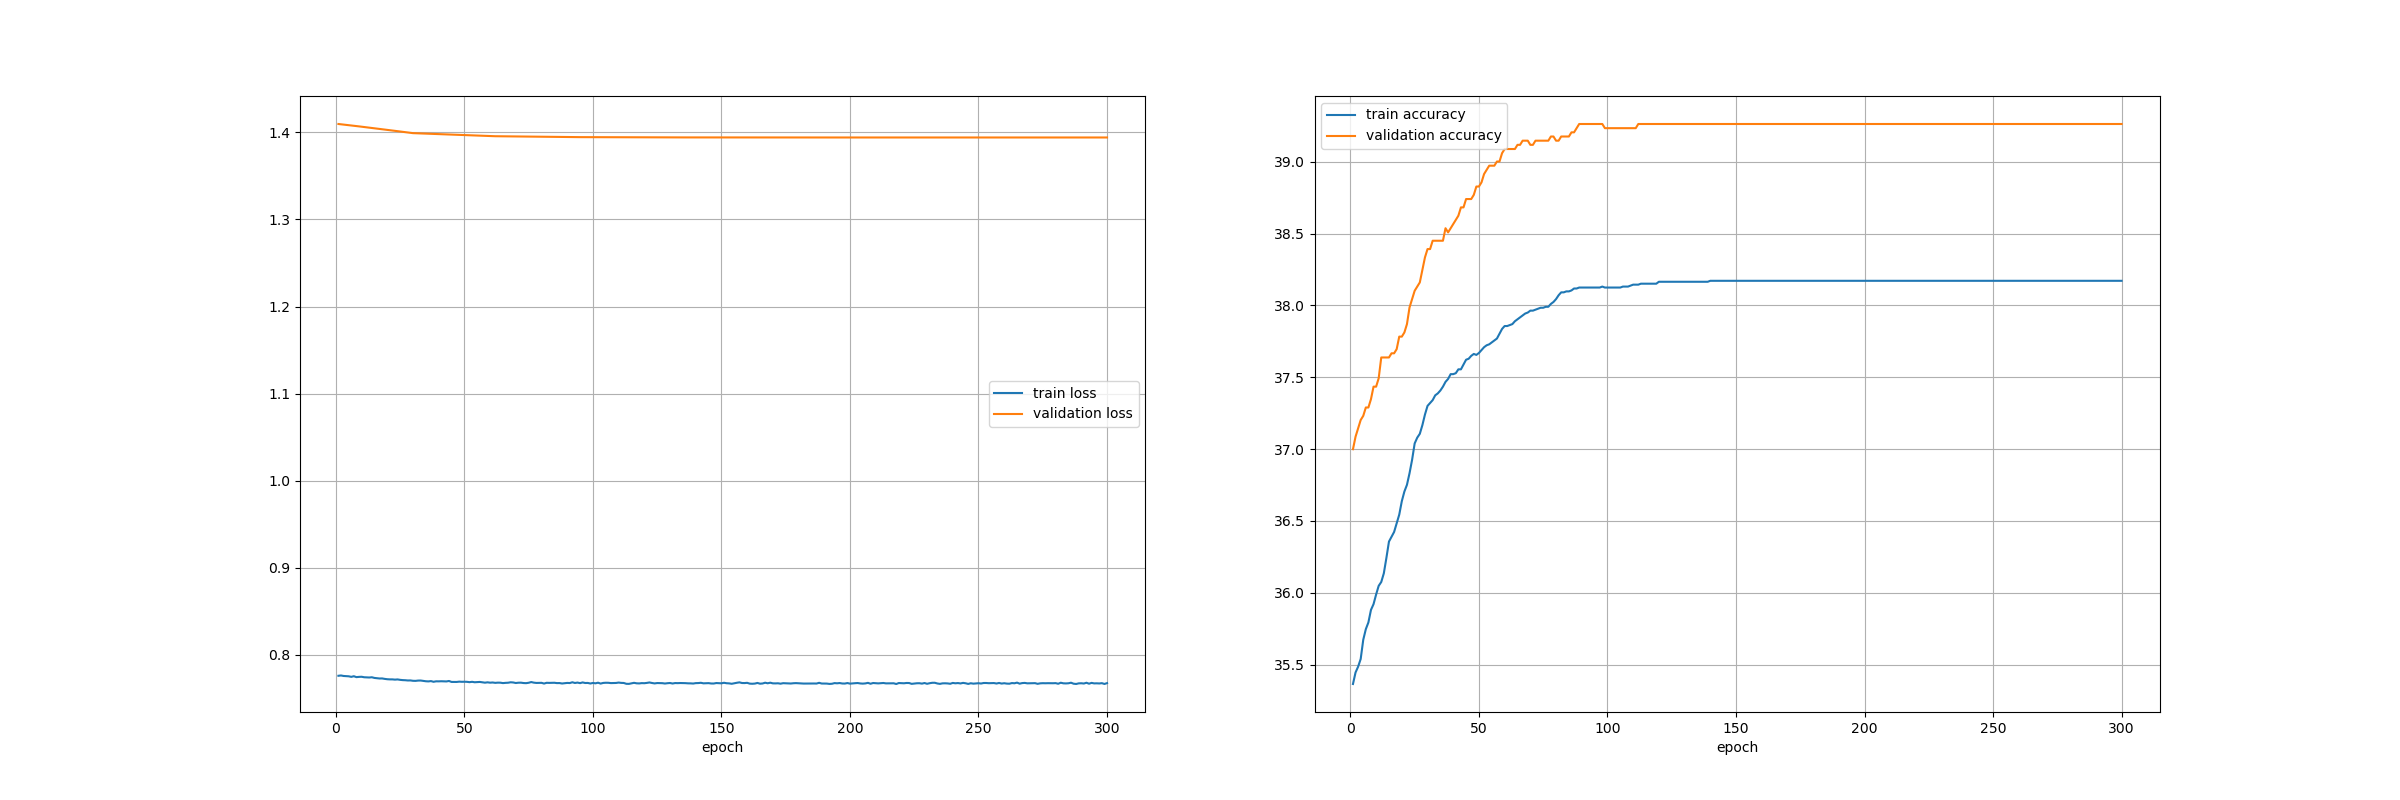 1.4
1.3
1.2
1.1
1.0
0.9
0.8
0 50 100 150 200 250 300
epoch
train loss
validation loss
39.0
38.5
38.0
37.5
37.0
36.5
36.0
35.5
0 50 100 150 200 250 300
epoch
train accuracy
validation accuracy